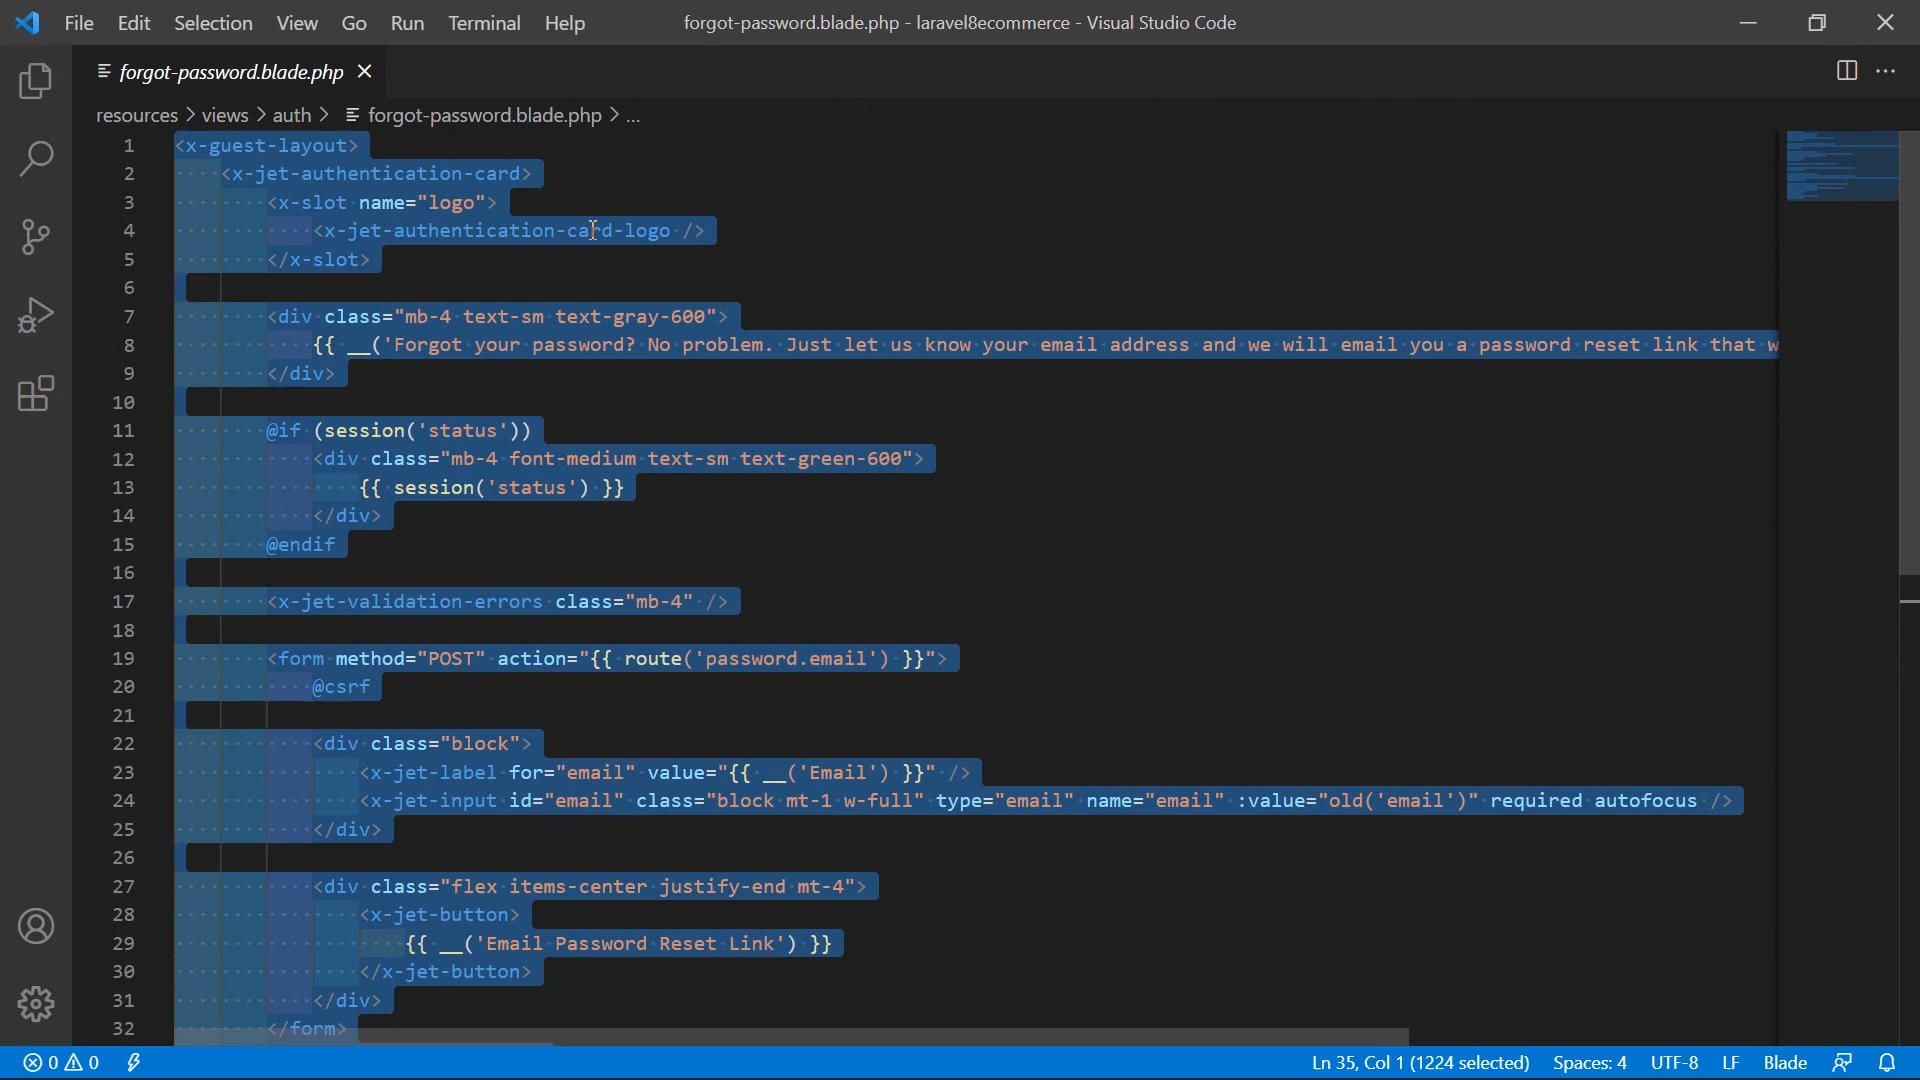 File Edit Selection View Go Run Terminal Help forgot-password.blade.php - laravel8ecommerce - Visual Studio Code
forgot-password.blade.php
resources > views > auth > forgot-password.blade.php > ...
1 <x-guest-layout>
2 <x-jet-authentication-card>
3 <x-slot name="logo">
4 <x-jet-authentication-card-logo />
5 </x-slot>
6
7 <div class="mb-4 text-sm text-gray-600">
8 {{ __('Forgot your password? No problem. Just let us know your email address and we will email you a password reset link that w
9 </div>
10
11 @if (session('status'))
12 <div class="mb-4 font-medium text-sm text-green-600">
13 {{ session('status') }}
14 </div>
15 @endif
16
17 <x-jet-validation-errors class="mb-4" />
18
19 <form method="POST" action="{{ route('password.email') }}">
20 @csrf
21
22 <div class="block">
23 <x-jet-label for="email" value="{{ __('Email') }}" />
24 <x-jet-input id="email" class="block mt-1 w-full" type="email" name="email" :value="old('email')" required autofocus />
25 </div>
26
27 <div class="flex items-center justify-end mt-4">
28 <x-jet-button>
29 {{ __('Email Password Reset Link') }}
30 </x-jet-button>
31 </div>
32 </form>
0 0 Ln 35, Col 1 (1224 selected) Spaces: 4 UTF-8 LF Blade